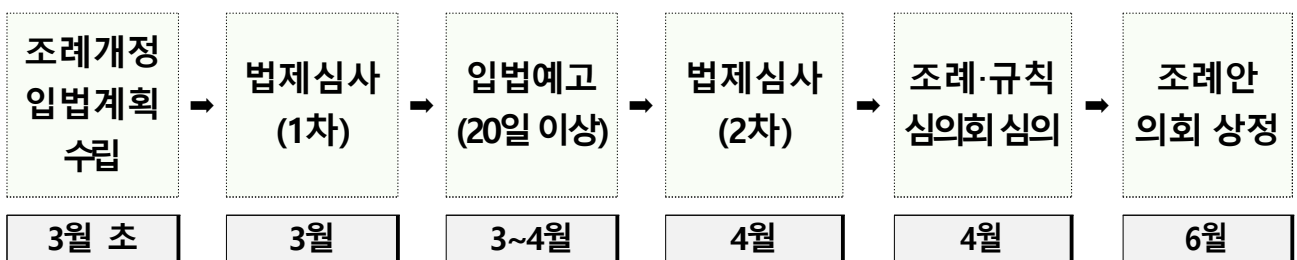 조례개정
입법계획
수립
➡
법제심사
(1차)
➡
입법예고
(20일 이상)
➡
법제심사
(2차)
➡
조례·규칙
심의회 심의
➡
조례안
의회 상정
3월 초
3월
3~4월
4월
4월
6월